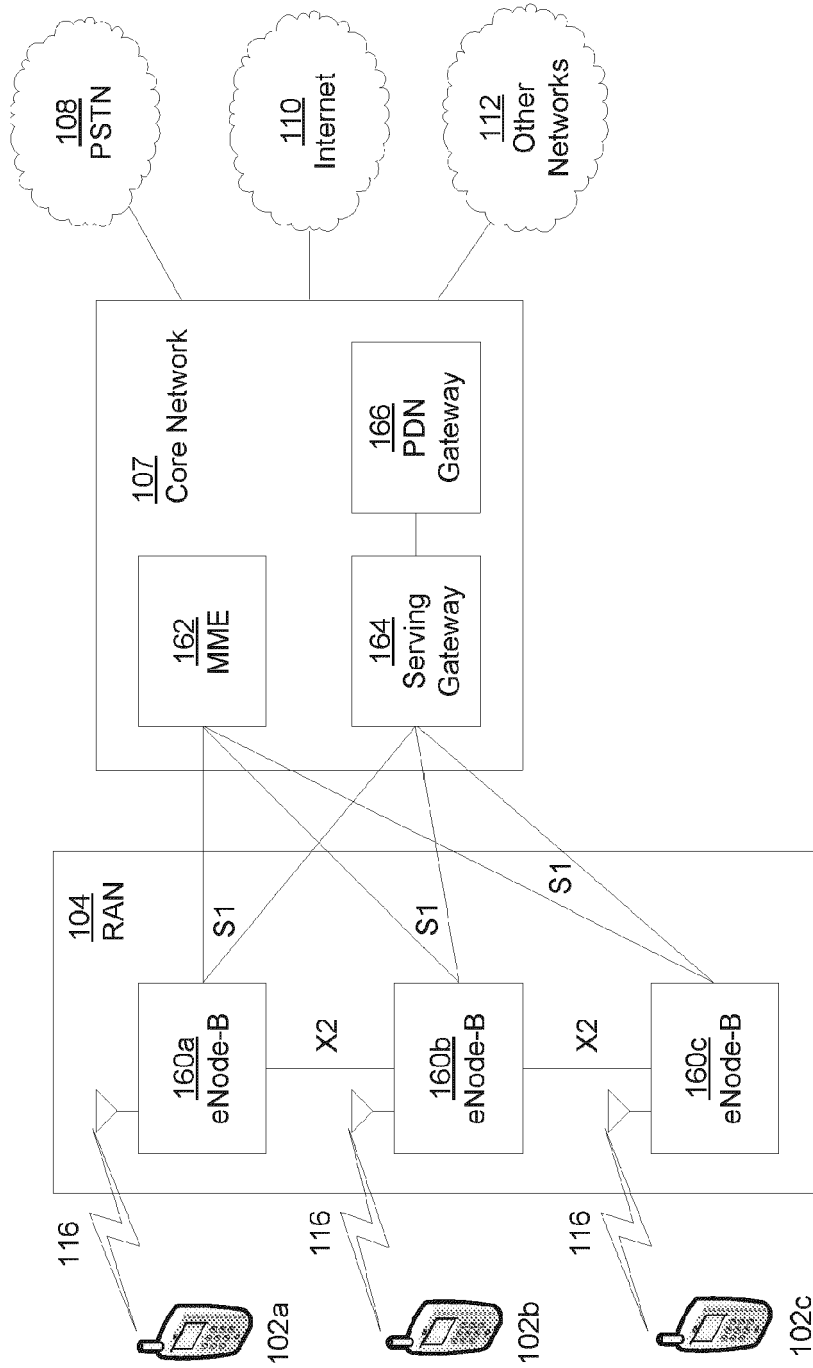 102a
102b
102c
116
116
116
104
RAN
160a
eNode-B
X2
160b
eNode-B
X2
160c
eNode-B
S1
S1
S1
107
Core Network
162
MME
164
Serving
Gateway
166
PDN
Gateway
108
PSTN
110
Internet
112
Other
Networks